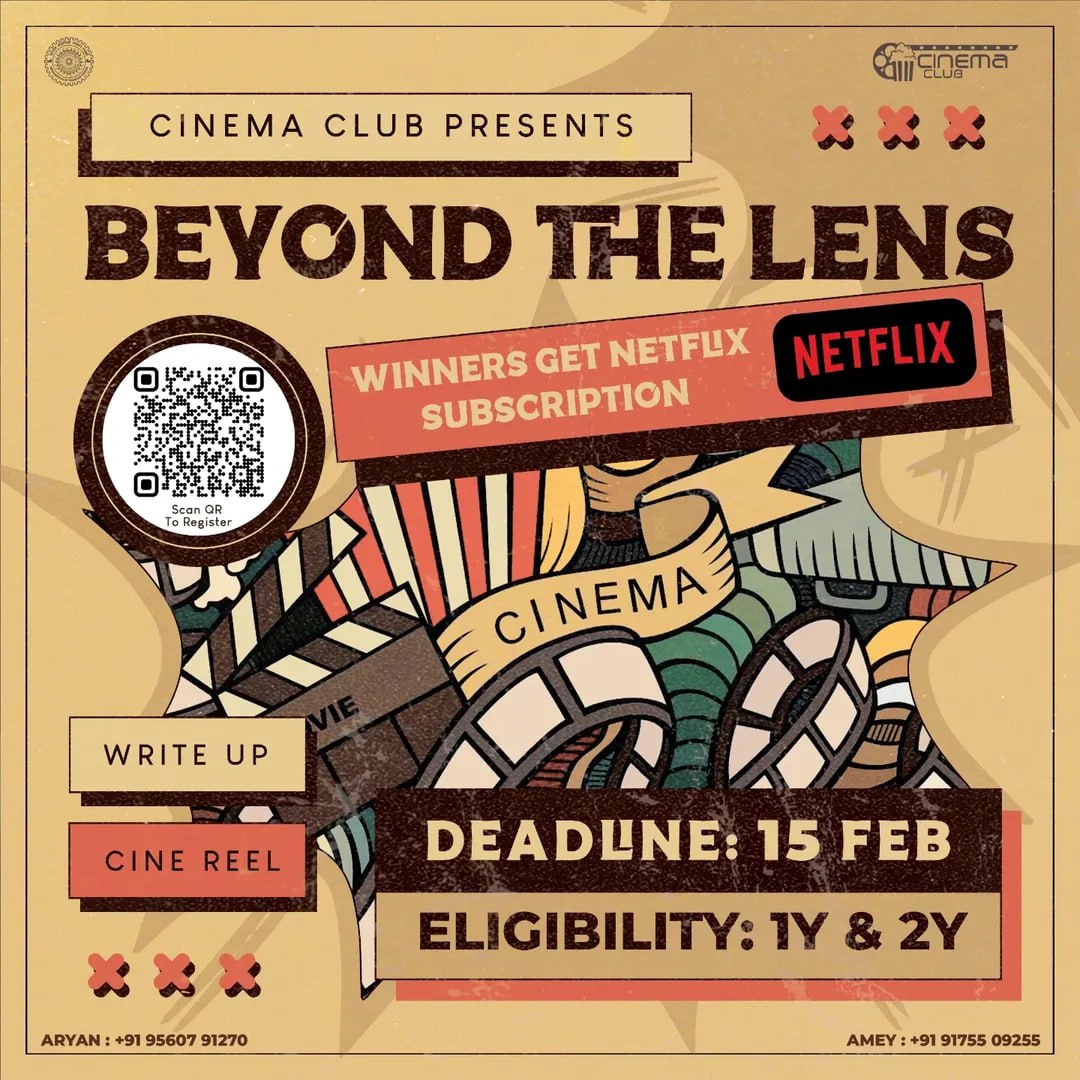 CINEMA
CLUB
CINEMA CLUB PRESENTS
BEYOND THE LENS
WINNERS GET NETFLIX
SUBSCRIPTION
NETFLIX
Scan QR
To Register
CINEMA
VIE
WRITE UP
CINE REEL
DEADLINE: 15 FEB
ELIGIBILITY: 1Y & 2Y
ARYAN : +91 95607 91270
AMEY : +91 91755 09255